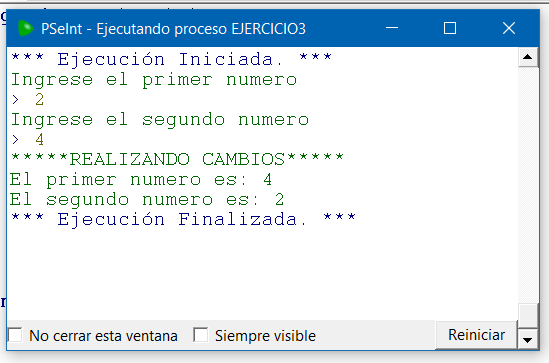 PSeInt - Ejecutando proceso EJERCICIO3
*** Ejecución Iniciada. ***
Ingrese el primer numero
> 2
Ingrese el segundo numero
> 4
*****REALIZANDO CAMBIOS*****
El primer numero es: 4
El segundo numero es: 2
*** Ejecución Finalizada. ***
No cerrar esta ventana Siempre visible Reiniciar